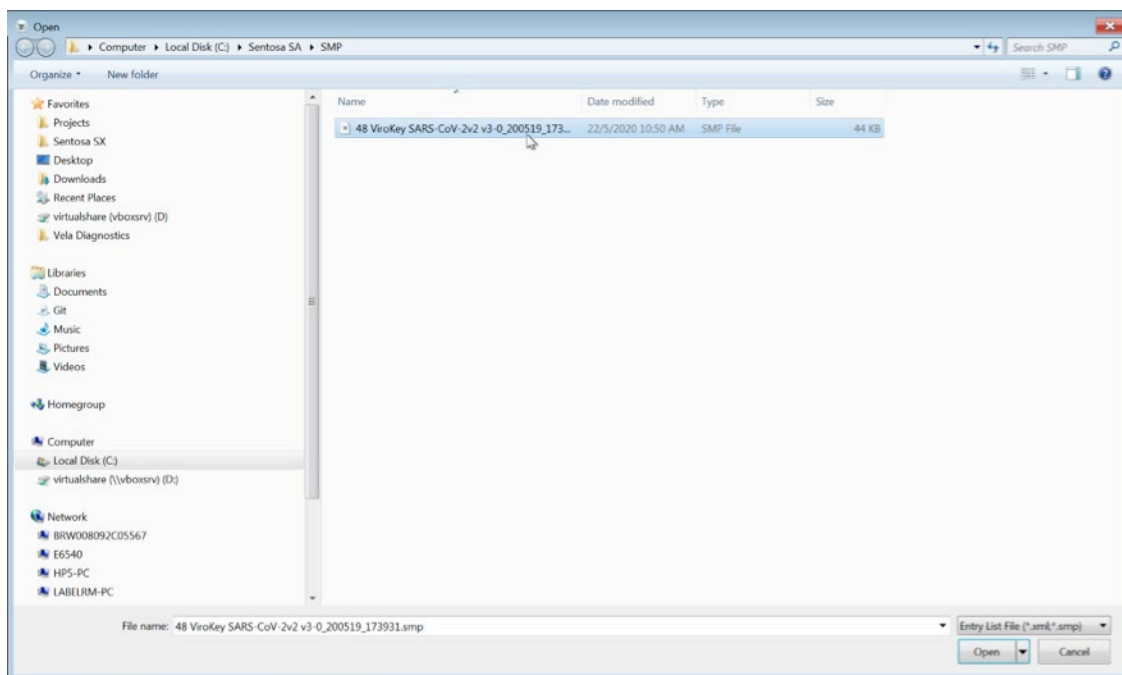 Open
Computer ▸ Local Disk (C:) ▸ Sentosa SA ▸ SMP
Search SMP
Organize
New folder
Name
Date modified
Type
Size
48 ViroKey SARS-CoV-2v2 v3-0_200519_173... 22/5/2020 10:50 AM SMP File 44 KB
Favorites
Projects
Sentosa SX
Desktop
Downloads
Recent Places
virtualshare (vboxsrv) (D)
Vela Diagnostics
Libraries
Documents
Git
Music
Pictures
Videos
Homegroup
Computer
Local Disk (C:)
virtualshare (\\vboxsrv) (D:)
Network
BRW008092C05567
E6540
HP5-PC
LABELRM-PC
File name: 48 ViroKey SARS-CoV-2v2 v3-0_200519_173931.smp
Entry List File (*.xml;*.smp)
Open
Cancel